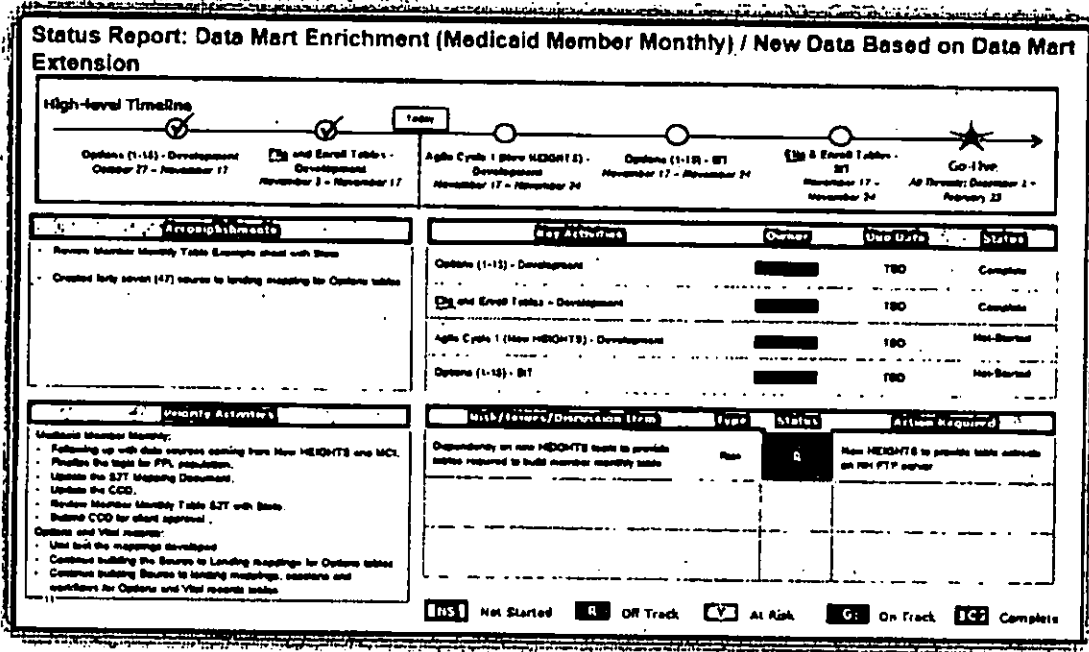 Status Report: Data Mart Enrichment (Medicaid Member Monthly) / New Data Based on Data Mart
Extension
High-level Timeline
Today
Options (1-15) - Development
October 27 – November 17
and Enroll Tables -
Development
November 3 – November 17
Agile Cycle 1 (New HEIGHTS) -
Development
November 17 – November 24
Options (1-15) - SIT
November 17 – November 24
& Enroll Tables -
SIT
November 17 –
November 24
Go-live
All Threads: December 1 –
February 23
Accomplishments
- Review Member Monthly Table Example sheet with State
- Created forty seven (47) source to landing mapping for Options tables
Key Activities Owner Due Date Status
Options (1-15) - Development TBD Complete
and Enroll Tables – Development TBD Complete
Agile Cycle 1 (New HEIGHTS) - Development TBD Not-Started
Options (1-15) - SIT TBD Not-Started
Priority Activities
Medicaid Member Monthly:
- Following up with data sources coming from New HEIGHTS and MCI.
- Finalize the logic for FPL population.
- Update the S2T Mapping Document.
- Update the CCD.
- Review Member Monthly Table S2T with State.
- Submit CCD for client approval.
Options and Vital records:
- Unit test the mappings developed
- Continue building the Source to Landing mappings for Options tables
- Continue building Source to landing mappings, sessions and
workflows for Options and Vital records tables
11
Risk/Issues/Discussion Item Type Status Action Required
Dependency on new HEIGHTS team to provide
tables required to build member monthly table
Risk
R
New HEIGHTS to provide table extracts
on NH FTP server
NS Not Started R Off Track Y At Risk G On Track C Complete